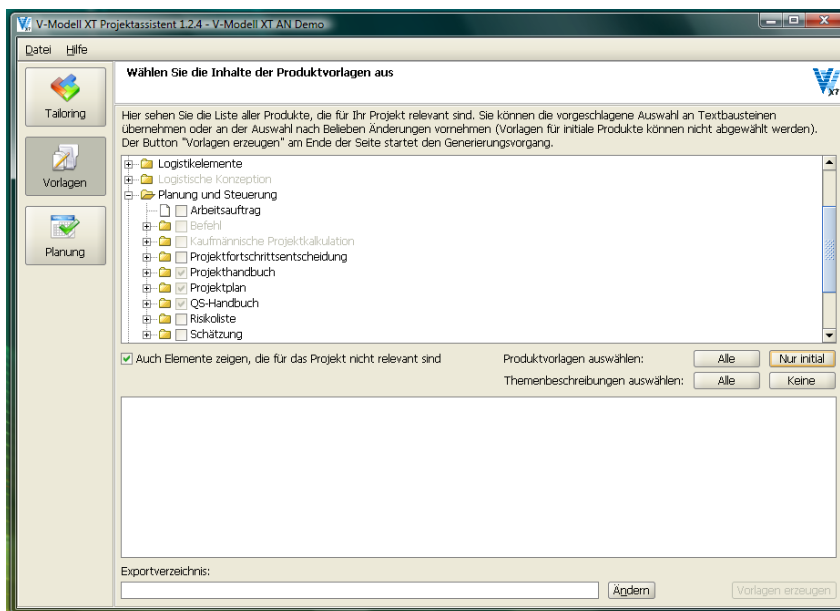 V-Modell XT Projektassistent 1.2.4 - V-Modell XT AN Demo
Datei Hilfe
Wählen Sie die Inhalte der Produktvorlagen aus
XT
Tailoring
Vorlagen
Planung
Hier sehen Sie die Liste aller Produkte, die für Ihr Projekt relevant sind. Sie können die vorgeschlagene Auswahl an Textbausteinen
übernehmen oder an der Auswahl nach Belieben Änderungen vornehmen (Vorlagen für initiale Produkte können nicht abgewählt werden).
Der Button "Vorlagen erzeugen" am Ende der Seite startet den Generierungsvorgang.
Logistikelemente
Logistische Konzeption
Planung und Steuerung
Arbeitsauftrag
Befehl
Kaufmännische Projektkalkulation
Projektfortschrittsentscheidung
Projekthandbuch
Projektplan
QS-Handbuch
Risikoliste
Schätzung
Auch Elemente zeigen, die für das Projekt nicht relevant sind
Produktvorlagen auswählen: Alle Nur initial
Themenbeschreibungen auswählen: Alle Keine
Exportverzeichnis:
Ändern Vorlagen erzeugen